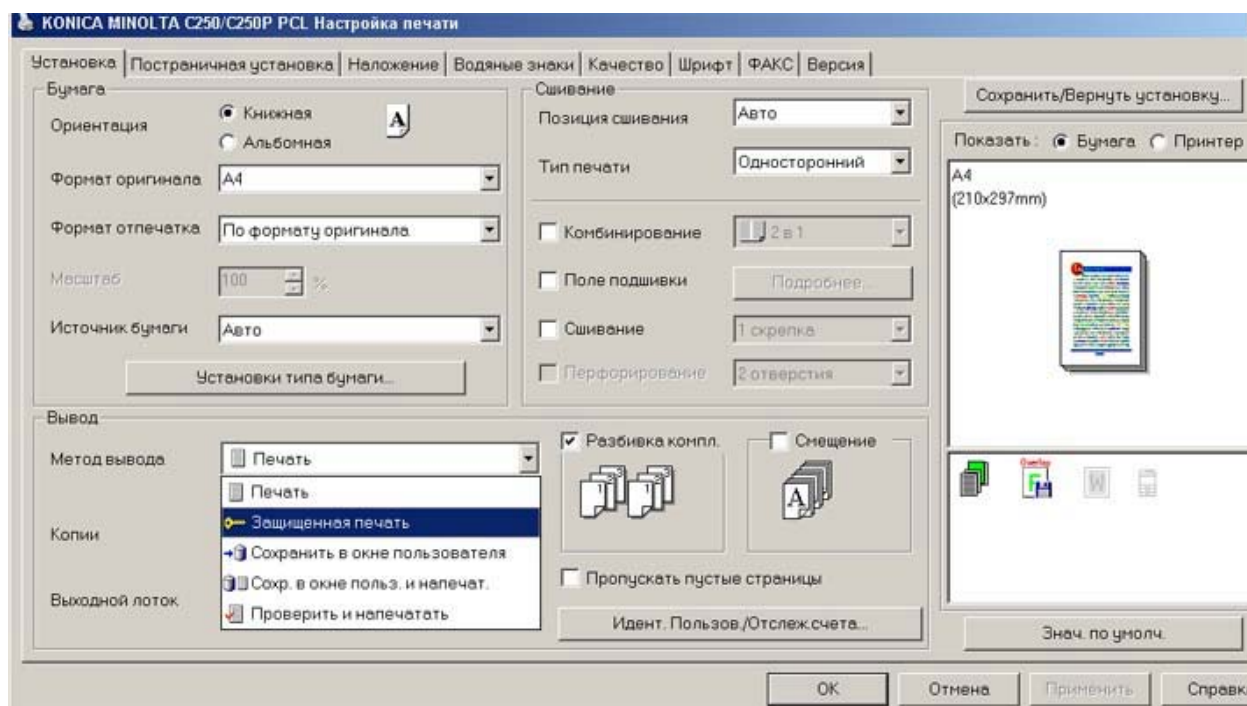 KONICA MINOLTA C250/C250P PCL Настройка печати
Установка Постраничная установка Наложение Водяные знаки Качество Шрифт ФАКС Версия
Бумага
Ориентация
Книжная
Альбомная
A
Формат оригинала A4
Формат отпечатка По формату оригинала
Масштаб 100 %
Источник бумаги Авто
Установки типа бумаги...
Сшивание
Позиция сшивания Авто
Тип печати Односторонний
Комбинирование 2 в 1
Поле подшивки Подробнее...
Сшивание 1 скрепка
Перфорирование 2 отверстия
Сохранить/Вернуть установку...
Показать: Бумага Принтер
A4
(210x297mm)
Вывод
Метод вывода Печать
Печать
Защищенная печать
Сохранить в окне пользователя
Сохр. в окне польз. и напечат.
Проверить и напечатать
Копии
Выходной лоток
Разбивка компл.
Смещение
A
Пропускать пустые страницы
Идент. Пользов./Отслеж.счета...
Overlay
F
W
Знач. по умолч.
OK Отмена Применить Справк